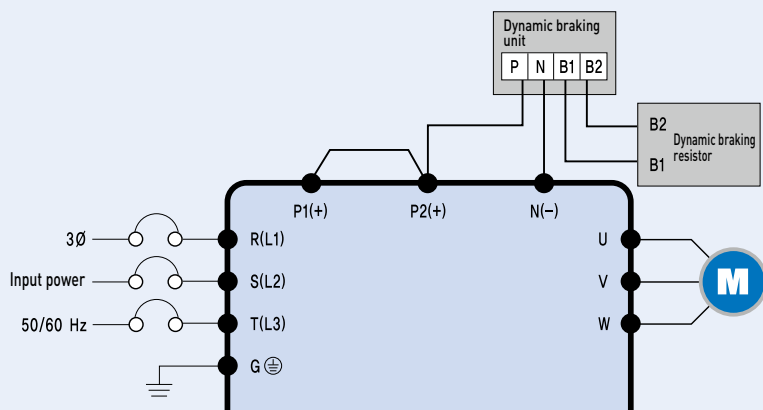 Dynamic braking
unit
P N B1 B2
B2
Dynamic braking
resistor
B1
P1(+) P2(+) N(−)
3Ø R(L1) U
Input power S(L2) V
M
50/60 Hz T(L3) W
G